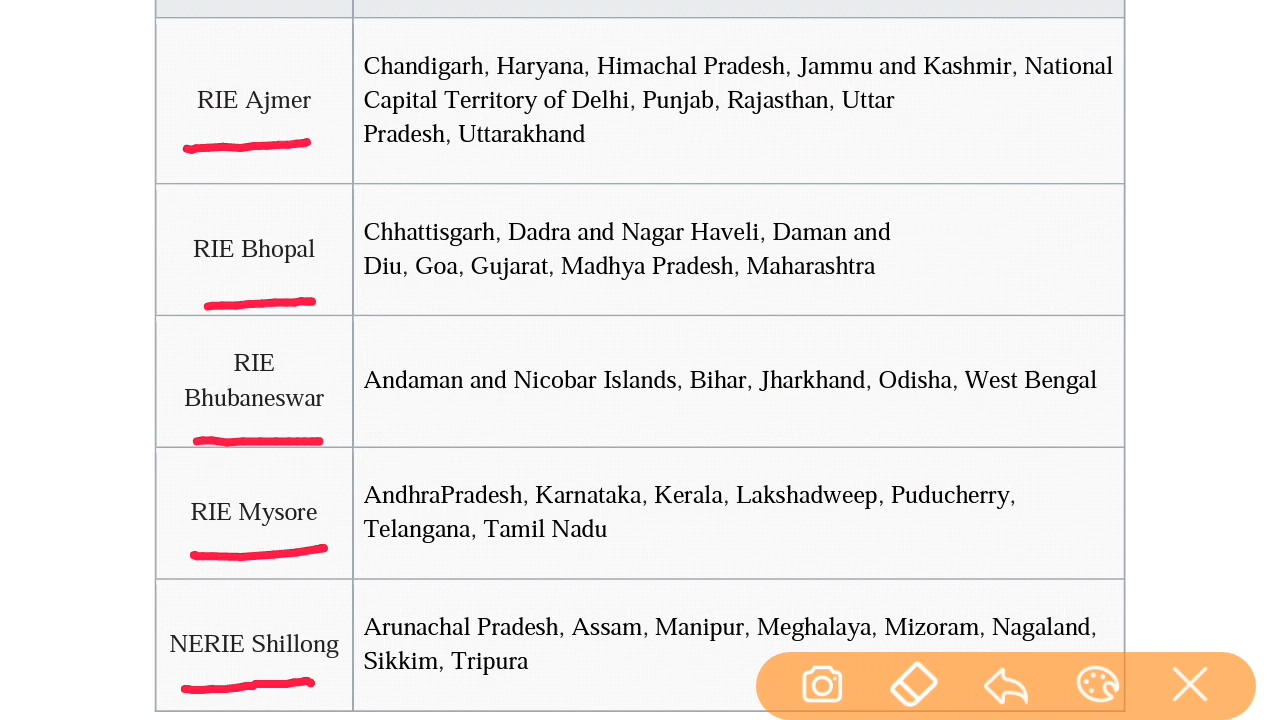 RIE Ajmer
Chandigarh, Haryana, Himachal Pradesh, Jammu and Kashmir, National
Capital Territory of Delhi, Punjab, Rajasthan, Uttar
Pradesh, Uttarakhand
RIE Bhopal
Chhattisgarh, Dadra and Nagar Haveli, Daman and
Diu, Goa, Gujarat, Madhya Pradesh, Maharashtra
RIE
Bhubaneswar
Andaman and Nicobar Islands, Bihar, Jharkhand, Odisha, West Bengal
RIE Mysore
AndhraPradesh, Karnataka, Kerala, Lakshadweep, Puducherry,
Telangana, Tamil Nadu
NERIE Shillong
Arunachal Pradesh, Assam, Manipur, Meghalaya, Mizoram, Nagaland,
Sikkim, Tripura